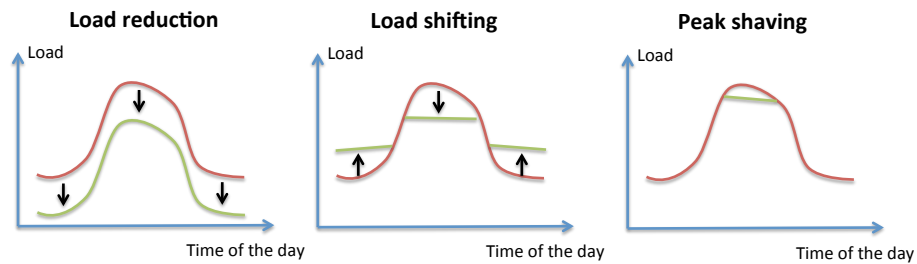 Load reduction
Load
Time of the day
Load shifting
Load
Time of the day
Peak shaving
Load
Time of the day